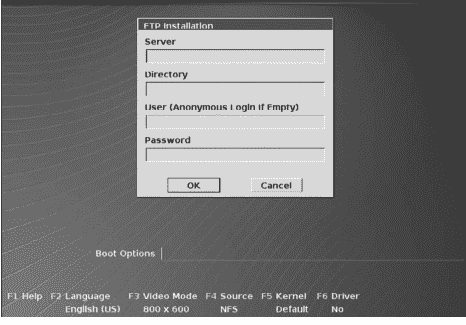 FTP Installation
Server
Directory
User (Anonymous Login if Empty)
Password
OK Cancel
Boot Options
F1 Help F2 Language F3 Video Mode F4 Source F5 Kernel F6 Driver
English (US) 800 x 600 NFS Default No